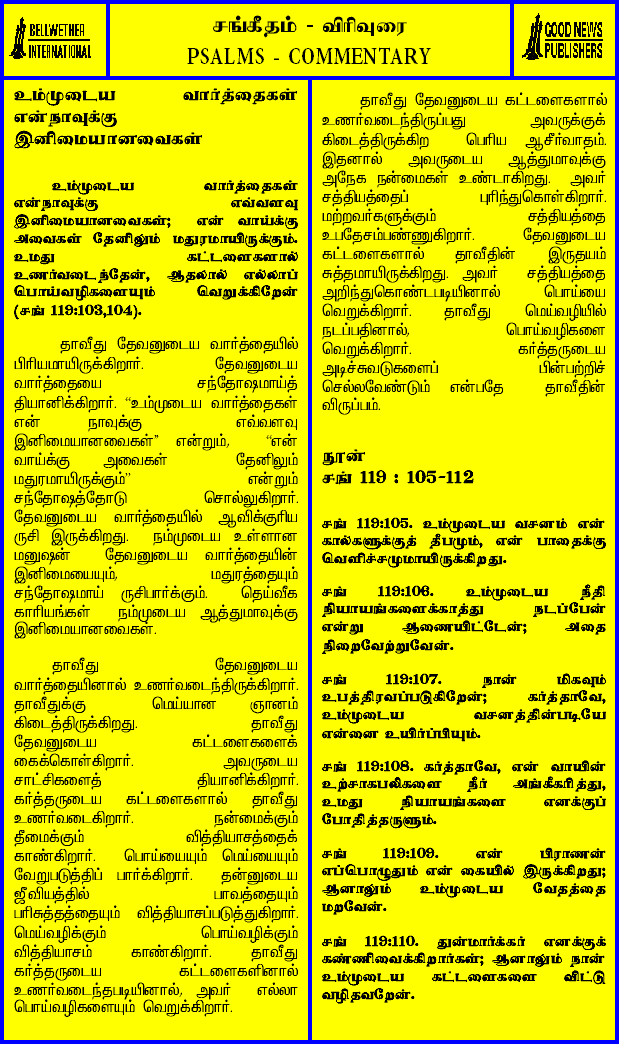 BELLWETHER
INTERNATIONAL
சங்கீதம் - விரிவுரை
PSALMS - COMMENTARY
GOOD NEWS
PUBLISHERS
உம்முடைய வார்த்தைகள்
என்நாவுக்கு
இனிமையானவைகள்
உம்முடைய வார்த்தைகள்
என்நாவுக்கு எவ்வளவு
இனிமையானவைகள்; என் வாய்க்கு
அவைகள் தேனிலும் மதுரமாயிருக்கும்.
உமது கட்டளைகளால்
உணர்வடைந்தேன், ஆதலால் எல்லாப்
பொய்வழிகளையும் வெறுக்கிறேன்
(சங் 119:103,104).
தாவீது தேவனுடைய வார்த்தையில்
பிரியமாயிருக்கிறார். தேவனுடைய
வார்த்தையை சந்தோஷமாய்த்
தியானிக்கிறார். “உம்முடைய வார்த்தைகள்
என் நாவுக்கு எவ்வளவு
இனிமையானவைகள்” என்றும், “என்
வாய்க்கு அவைகள் தேனிலும்
மதுரமாயிருக்கும்” என்றும்
சந்தோஷத்தோடு சொல்லுகிறார்.
தேவனுடைய வார்த்தையில் ஆவிக்குரிய
ருசி இருக்கிறது. நம்முடைய உள்ளான
மனுஷன் தேவனுடைய வார்த்தையின்
இனிமையையும், மதுரத்தையும்
சந்தோஷமாய் ருசிபார்க்கும். தெய்வீக
காரியங்கள் நம்முடைய ஆத்துமாவுக்கு
இனிமையானவைகள்.
தாவீது தேவனுடைய
வார்த்தையினால் உணர்வடைந்திருக்கிறார்.
தாவீதுக்கு மெய்யான ஞானம்
கிடைத்திருக்கிறது. தாவீது
தேவனுடைய கட்டளைகளைக்
கைக்கொள்கிறார். அவருடைய
சாட்சிகளைத் தியானிக்கிறார்.
கர்த்தருடைய கட்டளைகளால் தாவீது
உணர்வடைகிறார். நன்மைக்கும்
தீமைக்கும் வித்தியாசத்தைக்
காண்கிறார். பொய்யையும் மெய்யையும்
வேறுபடுத்திப் பார்க்கிறார். தன்னுடைய
ஜீவியத்தில் பாவத்தையும்
பரிசுத்தத்தையும் வித்தியாசப்படுத்துகிறார்.
மெய்வழிக்கும் பொய்வழிக்கும்
வித்தியாசம் காண்கிறார். தாவீது
கர்த்தருடைய கட்டளைகளினால்
உணர்வடைந்தபடியினால், அவர் எல்லா
பொய்வழிகளையும் வெறுக்கிறார்.
தாவீது தேவனுடைய கட்டளைகளால்
உணர்வடைந்திருப்பது அவருக்குக்
கிடைத்திருக்கிற பெரிய ஆசீர்வாதம்.
இதனால் அவருடைய ஆத்துமாவுக்கு
அநேக நன்மைகள் உண்டாகிறது. அவர்
சத்தியத்தைப் புரிந்துகொள்கிறார்.
மற்றவர்களுக்கும் சத்தியத்தை
உபதேசம்பண்ணுகிறார். தேவனுடைய
கட்டளைகளால் தாவீதின் இருதயம்
சுத்தமாயிருக்கிறது. அவர் சத்தியத்தை
அறிந்துகொண்டபடியினால் பொய்யை
வெறுக்கிறார். தாவீது மெய்வழியில்
நடப்பதினால், பொய்வழிகளை
வெறுக்கிறார். கர்த்தருடைய
அடிச்சுவடுகளைப் பின்பற்றிச்
செல்லவேண்டும் என்பதே தாவீதின்
விருப்பம்.
நூன்
சங் 119 : 105-112
சங் 119:105. உம்முடைய வசனம் என்
கால்களுக்குத் தீபமும், என் பாதைக்கு
வெளிச்சமுமாயிருக்கிறது.
சங் 119:106. உம்முடைய நீதி
நியாயங்களைக்காத்து நடப்பேன்
என்று ஆணையிட்டேன்; அதை
நிறைவேற்றுவேன்.
சங் 119:107. நான் மிகவும்
உபத்திரவப்படுகிறேன்; கர்த்தாவே,
உம்முடைய வசனத்தின்படியே
என்னை உயிர்ப்பியும்.
சங் 119:108. கர்த்தாவே, என் வாயின்
உற்சாகபலிகளை நீர் அங்கீகரித்து,
உமது நியாயங்களை எனக்குப்
போதித்தருளும்.
சங் 119:109. என் பிராணன்
எப்பொழுதும் என் கையில் இருக்கிறது;
ஆனாலும் உம்முடைய வேதத்தை
மறவேன்.
சங் 119:110. துன்மார்க்கர் எனக்குக்
கண்ணிவைக்கிறார்கள்; ஆனாலும் நான்
உம்முடைய கட்டளைகளை விட்டு
வழிதவறேன்.